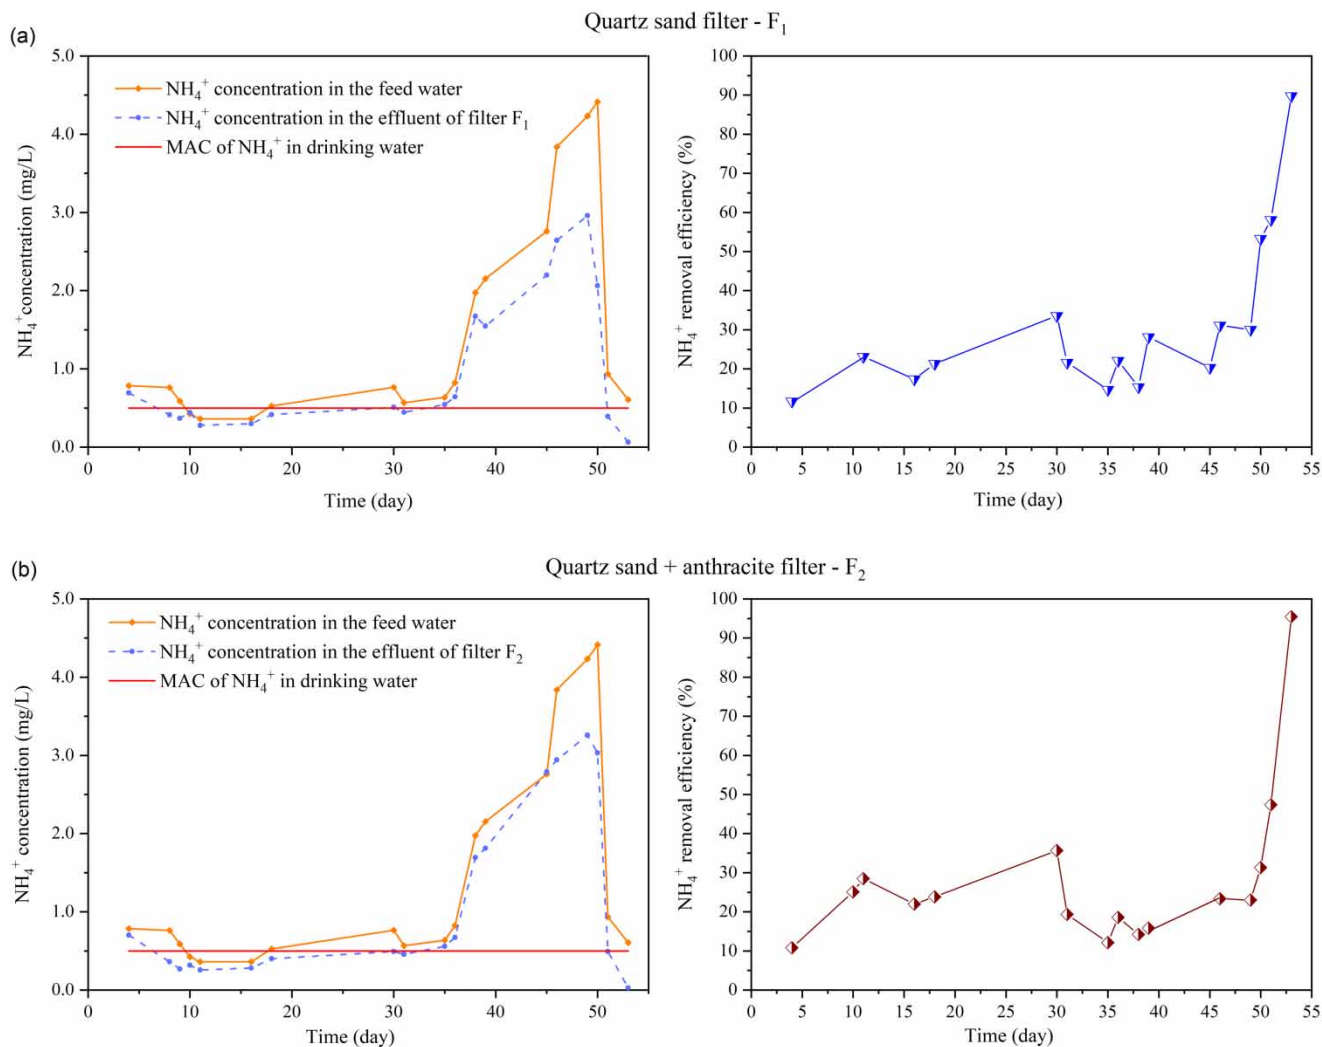 Quartz sand filter - F₁
(a)
NH₄⁺ concentration (mg/L)
5.0
4.0
3.0
2.0
1.0
0.0
NH₄⁺ concentration in the feed water
NH₄⁺ concentration in the effluent of filter F₁
MAC of NH₄⁺ in drinking water
0 10 20 30 40 50
Time (day)
NH₄⁺ removal efficiency (%)
100
90
80
70
60
50
40
30
20
10
0
0 5 10 15 20 25 30 35 40 45 50 55
Time (day)
(b)
Quartz sand + anthracite filter - F₂
NH₄⁺ concentration (mg/L)
5.0
4.0
3.0
2.0
1.0
0.0
NH₄⁺ concentration in the feed water
NH₄⁺ concentration in the effluent of filter F₂
MAC of NH₄⁺ in drinking water
0 10 20 30 40 50
Time (day)
NH₄⁺ removal efficiency (%)
100
90
80
70
60
50
40
30
20
10
0
0 5 10 15 20 25 30 35 40 45 50 55
Time (day)